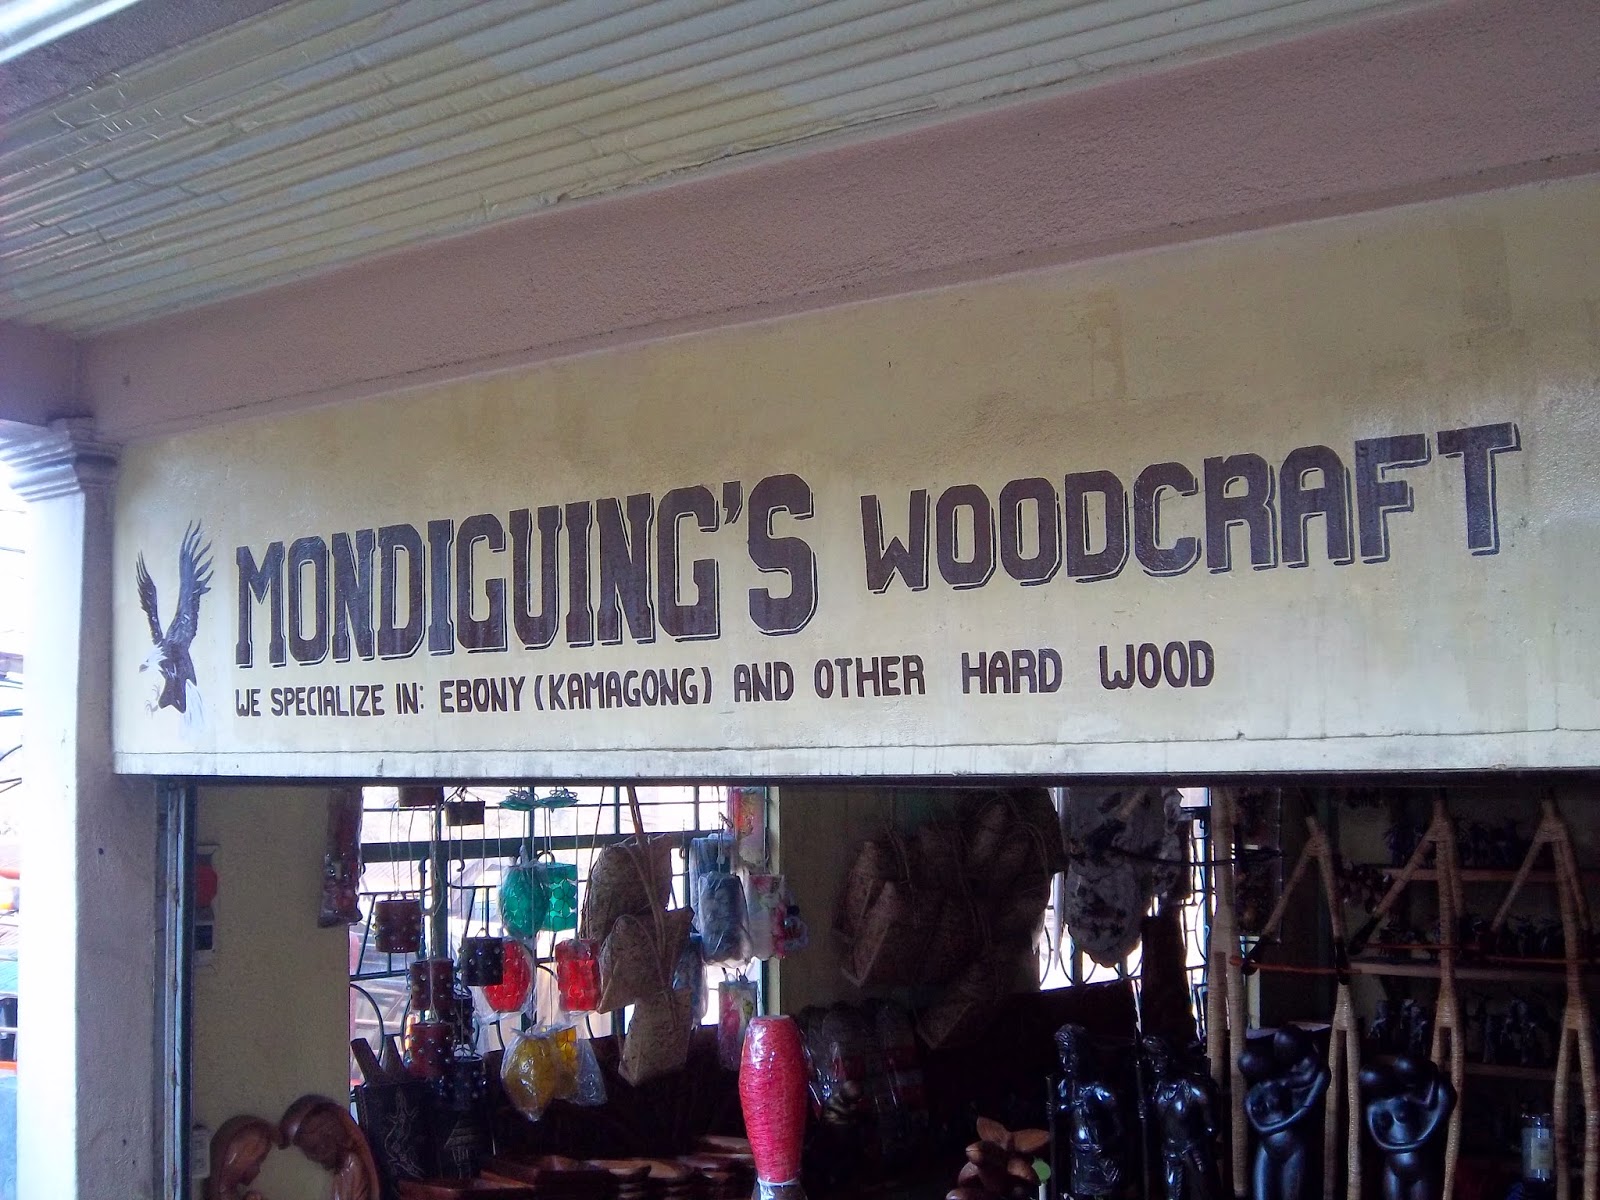 MONDIGUING'S WOODCRAFT
WE SPECIALIZE IN: EBONY (KAMAGONG) AND OTHER HARD WOOD